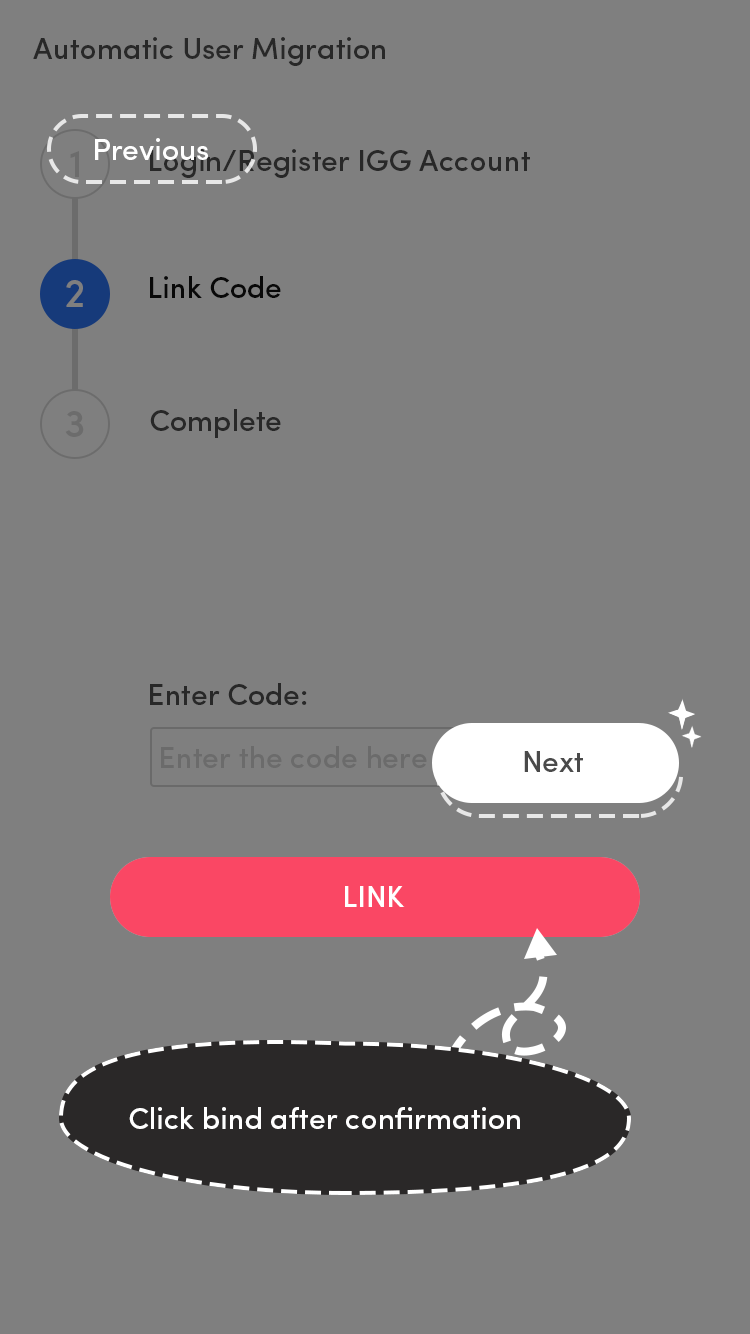 Automatic User Migration
Previous
1
Login/Register IGG Account
2
Link Code
3
Complete
Enter Code:
Enter the code here
Next
LINK
Click bind after confirmation